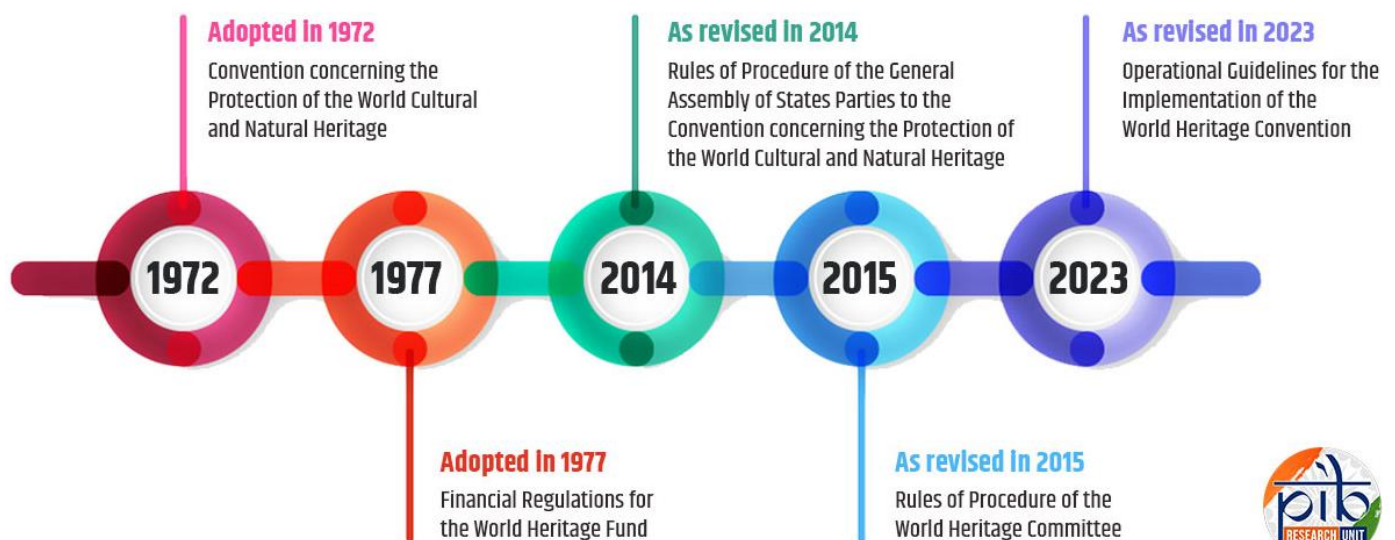 Adopted in 1972
Convention concerning the
Protection of the World Cultural
and Natural Heritage
As revised in 2014
Rules of Procedure of the General
Assembly of States Parties to the
Convention concerning the Protection of
the World Cultural and Natural Heritage
As revised in 2023
Operational Guidelines for the
Implementation of the
World Heritage Convention
1972
1977
2014
2015
2023
Adopted in 1977
Financial Regulations for
the World Heritage Fund
As revised in 2015
Rules of Procedure of the
World Heritage Committee
pib
RESEARCH UNIT